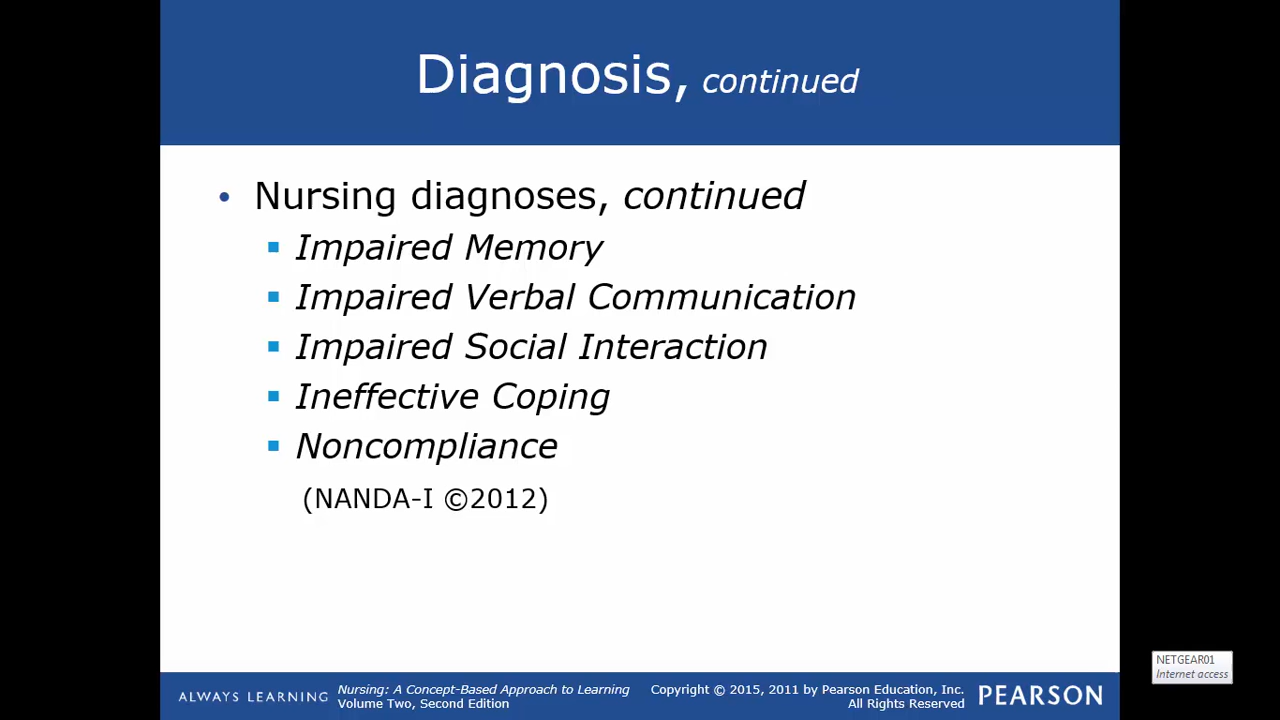 Diagnosis, continued
• Nursing diagnoses, continued
▪ Impaired Memory
▪ Impaired Verbal Communication
▪ Impaired Social Interaction
▪ Ineffective Coping
▪ Noncompliance
(NANDA-I ©2012)
NETGEAR01
Internet access
ALWAYS LEARNING
Nursing: A Concept-Based Approach to Learning
Volume Two, Second Edition
Copyright © 2015, 2011 by Pearson Education, Inc.
All Rights Reserved
PEARSON